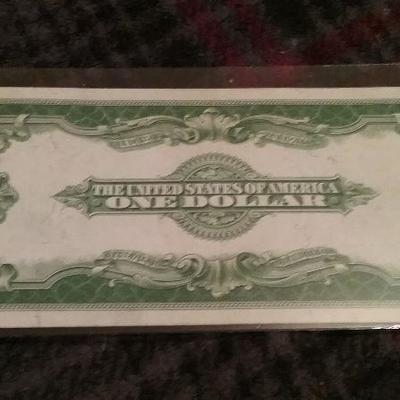 THE UNITED STATES OF AMERICA
ONE DOLLAR